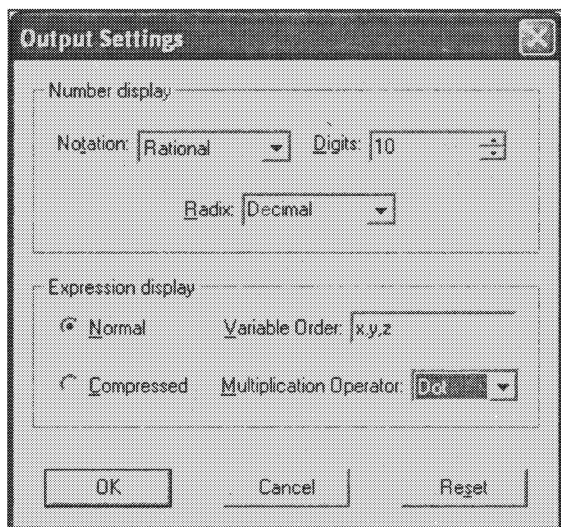 Output Settings
Number display
Notation: Rational Digits: 10
Radix: Decimal
Expression display
Normal Variable Order: x,y,z
Compressed Multiplication Operator: Dot
OK Cancel Reset